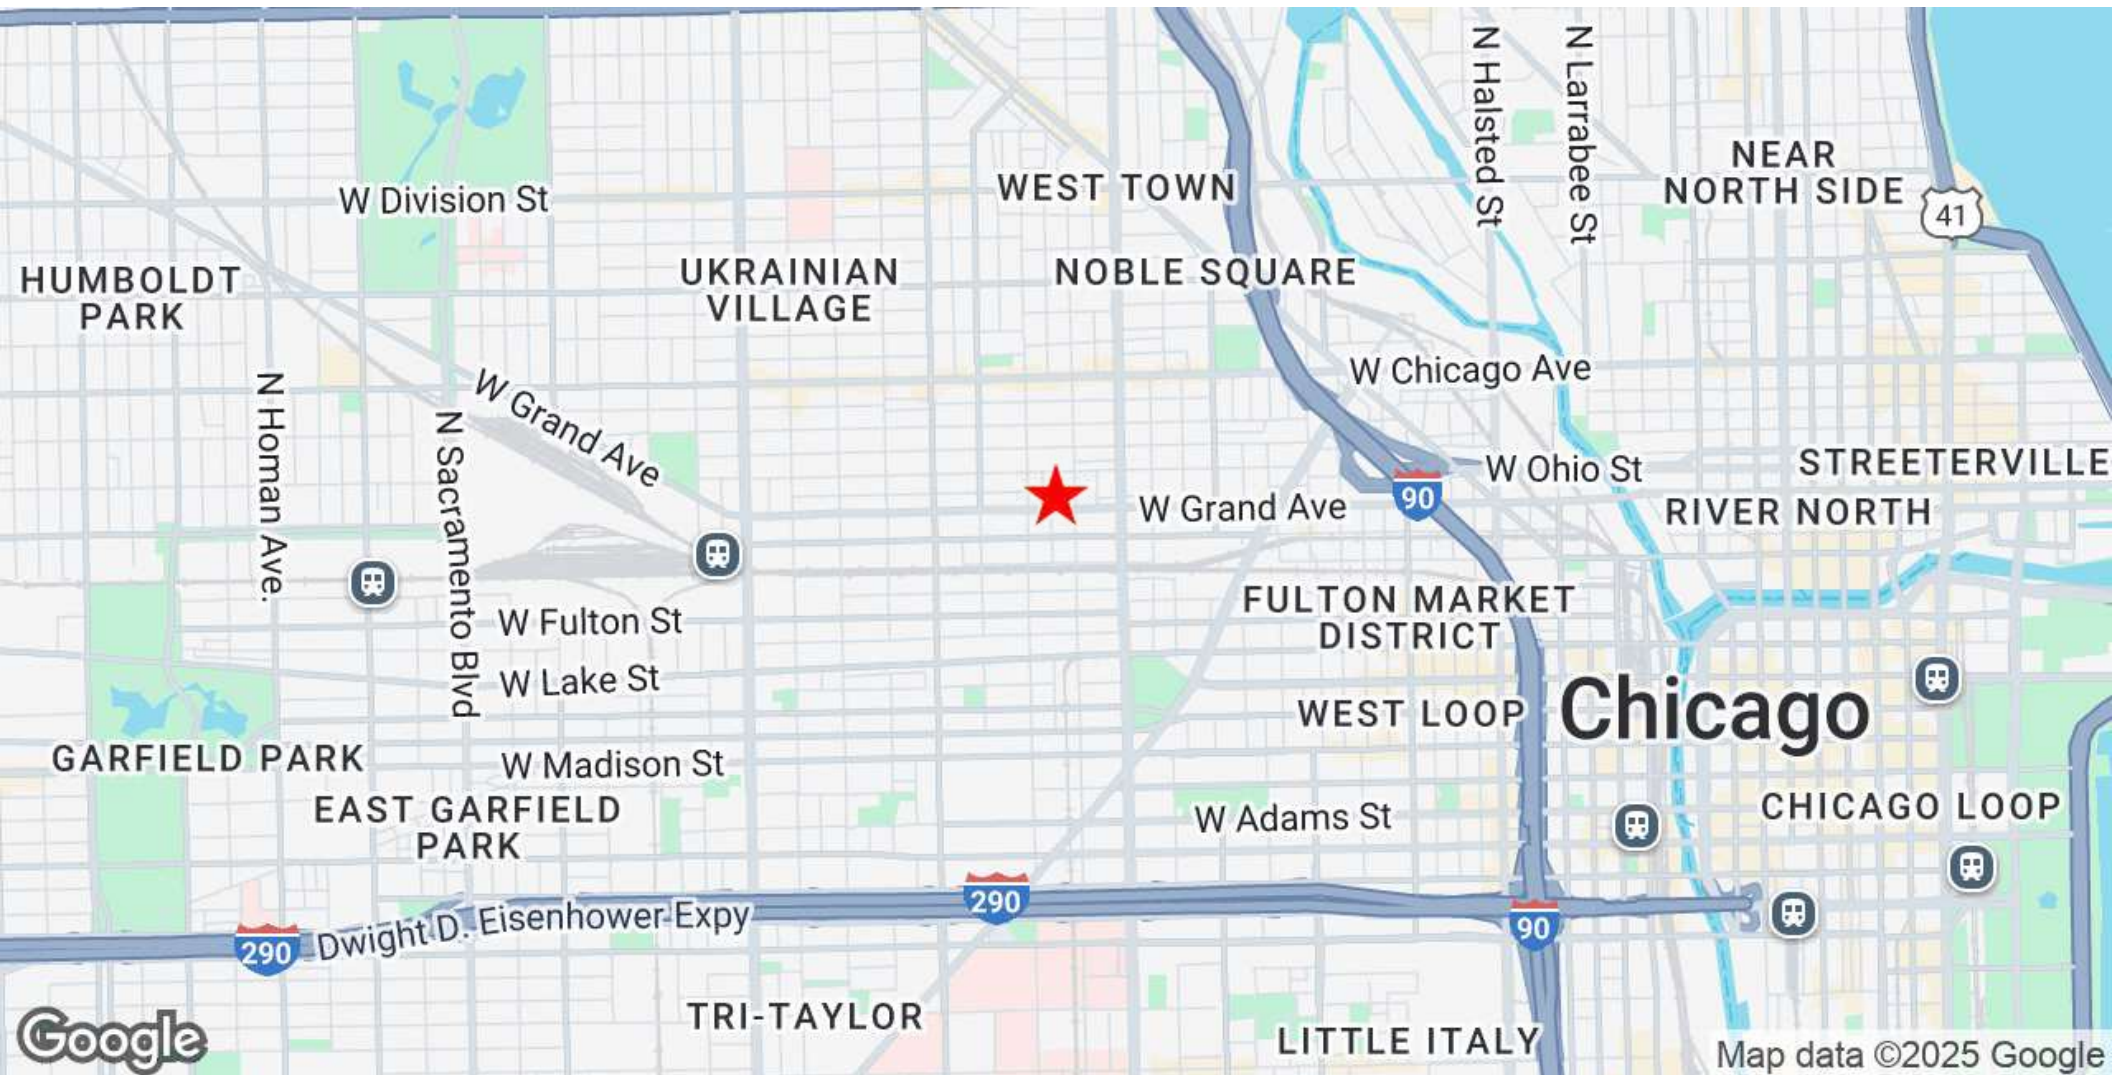 N Halsted St
N Larrabee St
NEAR
NORTH SIDE
W Division St
WEST TOWN
41
HUMBOLDT
PARK
UKRAINIAN
VILLAGE
NOBLE SQUARE
W Chicago Ave
N Homan Ave.
W Grand Ave
N Sacramento Blvd
W Ohio St
STREETERVILLE
W Grand Ave
90
RIVER NORTH
W Fulton St
FULTON MARKET
DISTRICT
W Lake St
WEST LOOP
Chicago
GARFIELD PARK
W Madison St
EAST GARFIELD
PARK
W Adams St
CHICAGO LOOP
290
Dwight D. Eisenhower Expy
290
90
TRI-TAYLOR
LITTLE ITALY
Google
Map data ©2025 Google